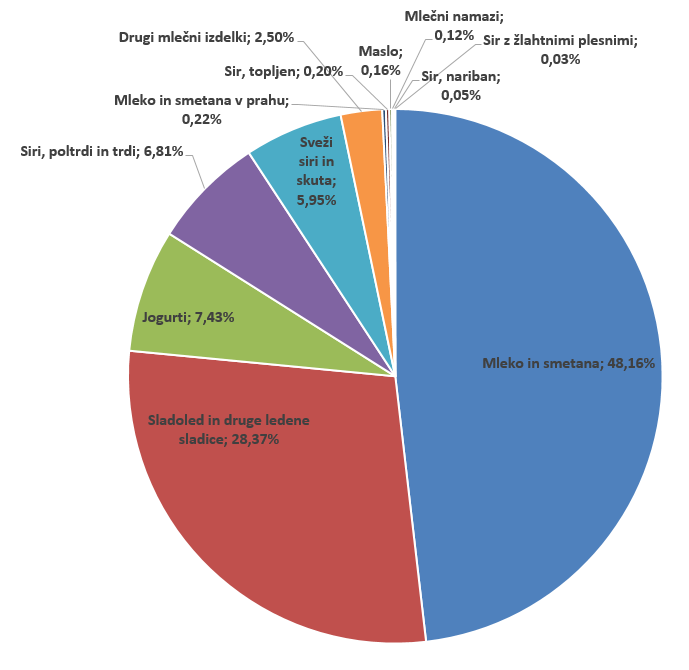 Mlečni namazi;
0,12%
Drugi mlečni izdelki; 2,50%
Sir z žlahtnimi plesnimi;
0,03%
Maslo;
0,16%
Sir, topljen; 0,20%
Sir, nariban;
0,05%
Mleko in smetana v prahu;
0,22%
Siri, poltrdi in trdi; 6,81%
Sveži
siri in
skuta;
5,95%
Jogurti; 7,43%
Mleko in smetana; 48,16%
Sladoled in druge ledene
sladice; 28,37%